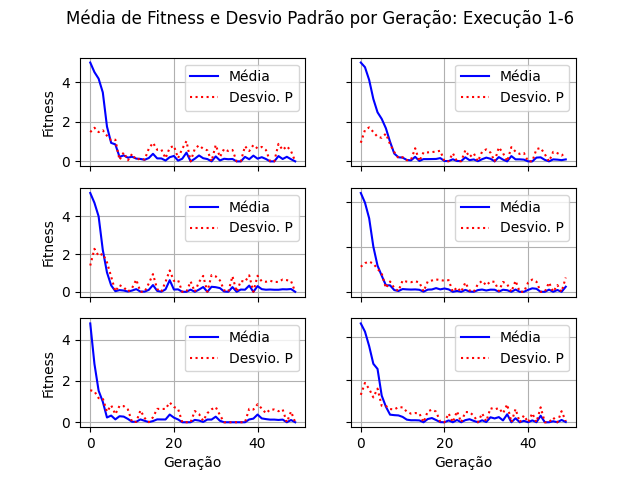 Média de Fitness e Desvio Padrão por Geração: Execução 1-6
Fitness
4
2
0
Média
Desvio. P
Média
Desvio. P
Fitness
4
2
0
Média
Desvio. P
Média
Desvio. P
Fitness
4
2
0
Média
Desvio. P
Média
Desvio. P
0 20 40
0 20 40
Geração
Geração